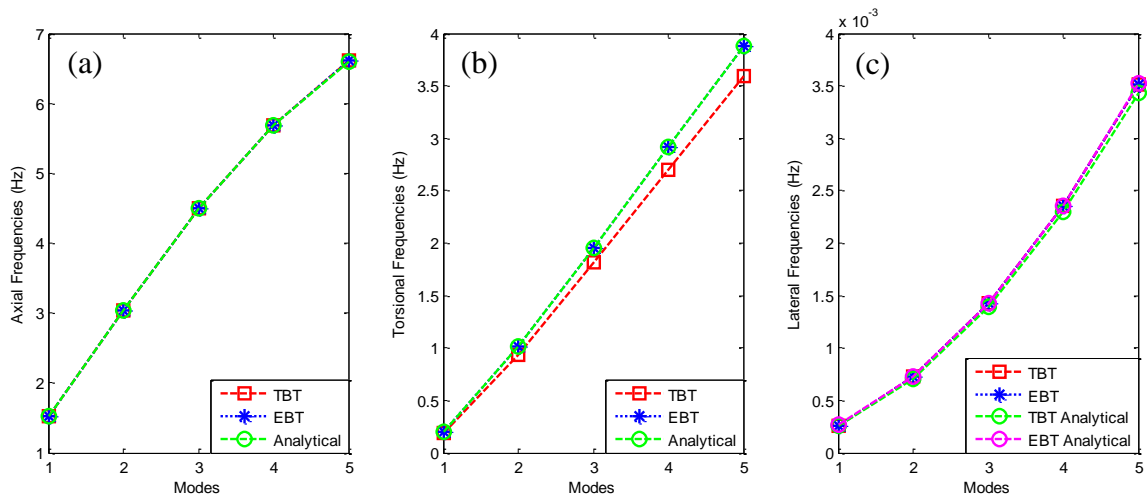 (a)
Axial Frequencies (Hz)
7
6
5
4
3
2
1
1 2 3 4 5
Modes
TBT
EBT
Analytical
(b)
Torsional Frequencies (Hz)
4
3.5
3
2.5
2
1.5
1
0.5
0
1 2 3 4 5
Modes
TBT
EBT
Analytical
(c)
x 10⁻³
Lateral Frequencies (Hz)
4
3.5
3
2.5
2
1.5
1
0.5
0
1 2 3 4 5
Modes
TBT
EBT
TBT Analytical
EBT Analytical